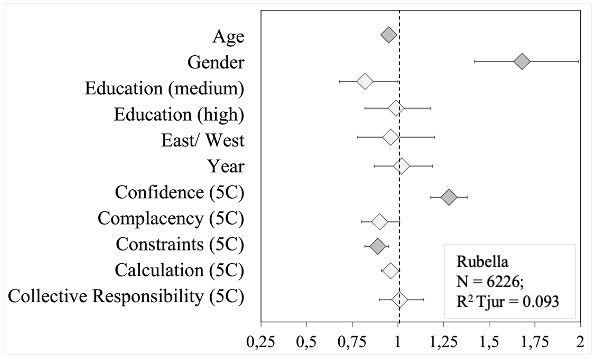 Age
Gender
Education (medium)
Education (high)
East/ West
Year
Confidence (5C)
Complacency (5C)
Constraints (5C)
Calculation (5C)
Collective Responsibility (5C)
Rubella
N = 6226;
R² Tjur = 0.093
0,25 0,5 0,75 1 1,25 1,5 1,75 2